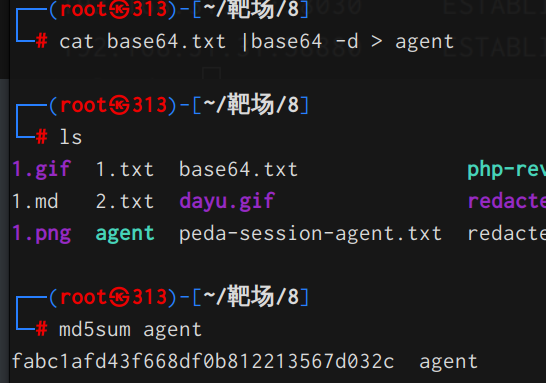 ┌──(root㉿313)-[~/靶场/8]
└─# cat base64.txt |base64 -d > agent
┌──(root㉿313)-[~/靶场/8]
└─# ls
1.gif 1.txt base64.txt php-rev
1.md 2.txt dayu.gif redacte
1.png agent peda-session-agent.txt redacte
┌──(root㉿313)-[~/靶场/8]
└─# md5sum agent
fabc1afd43f668df0b812213567d032c agent